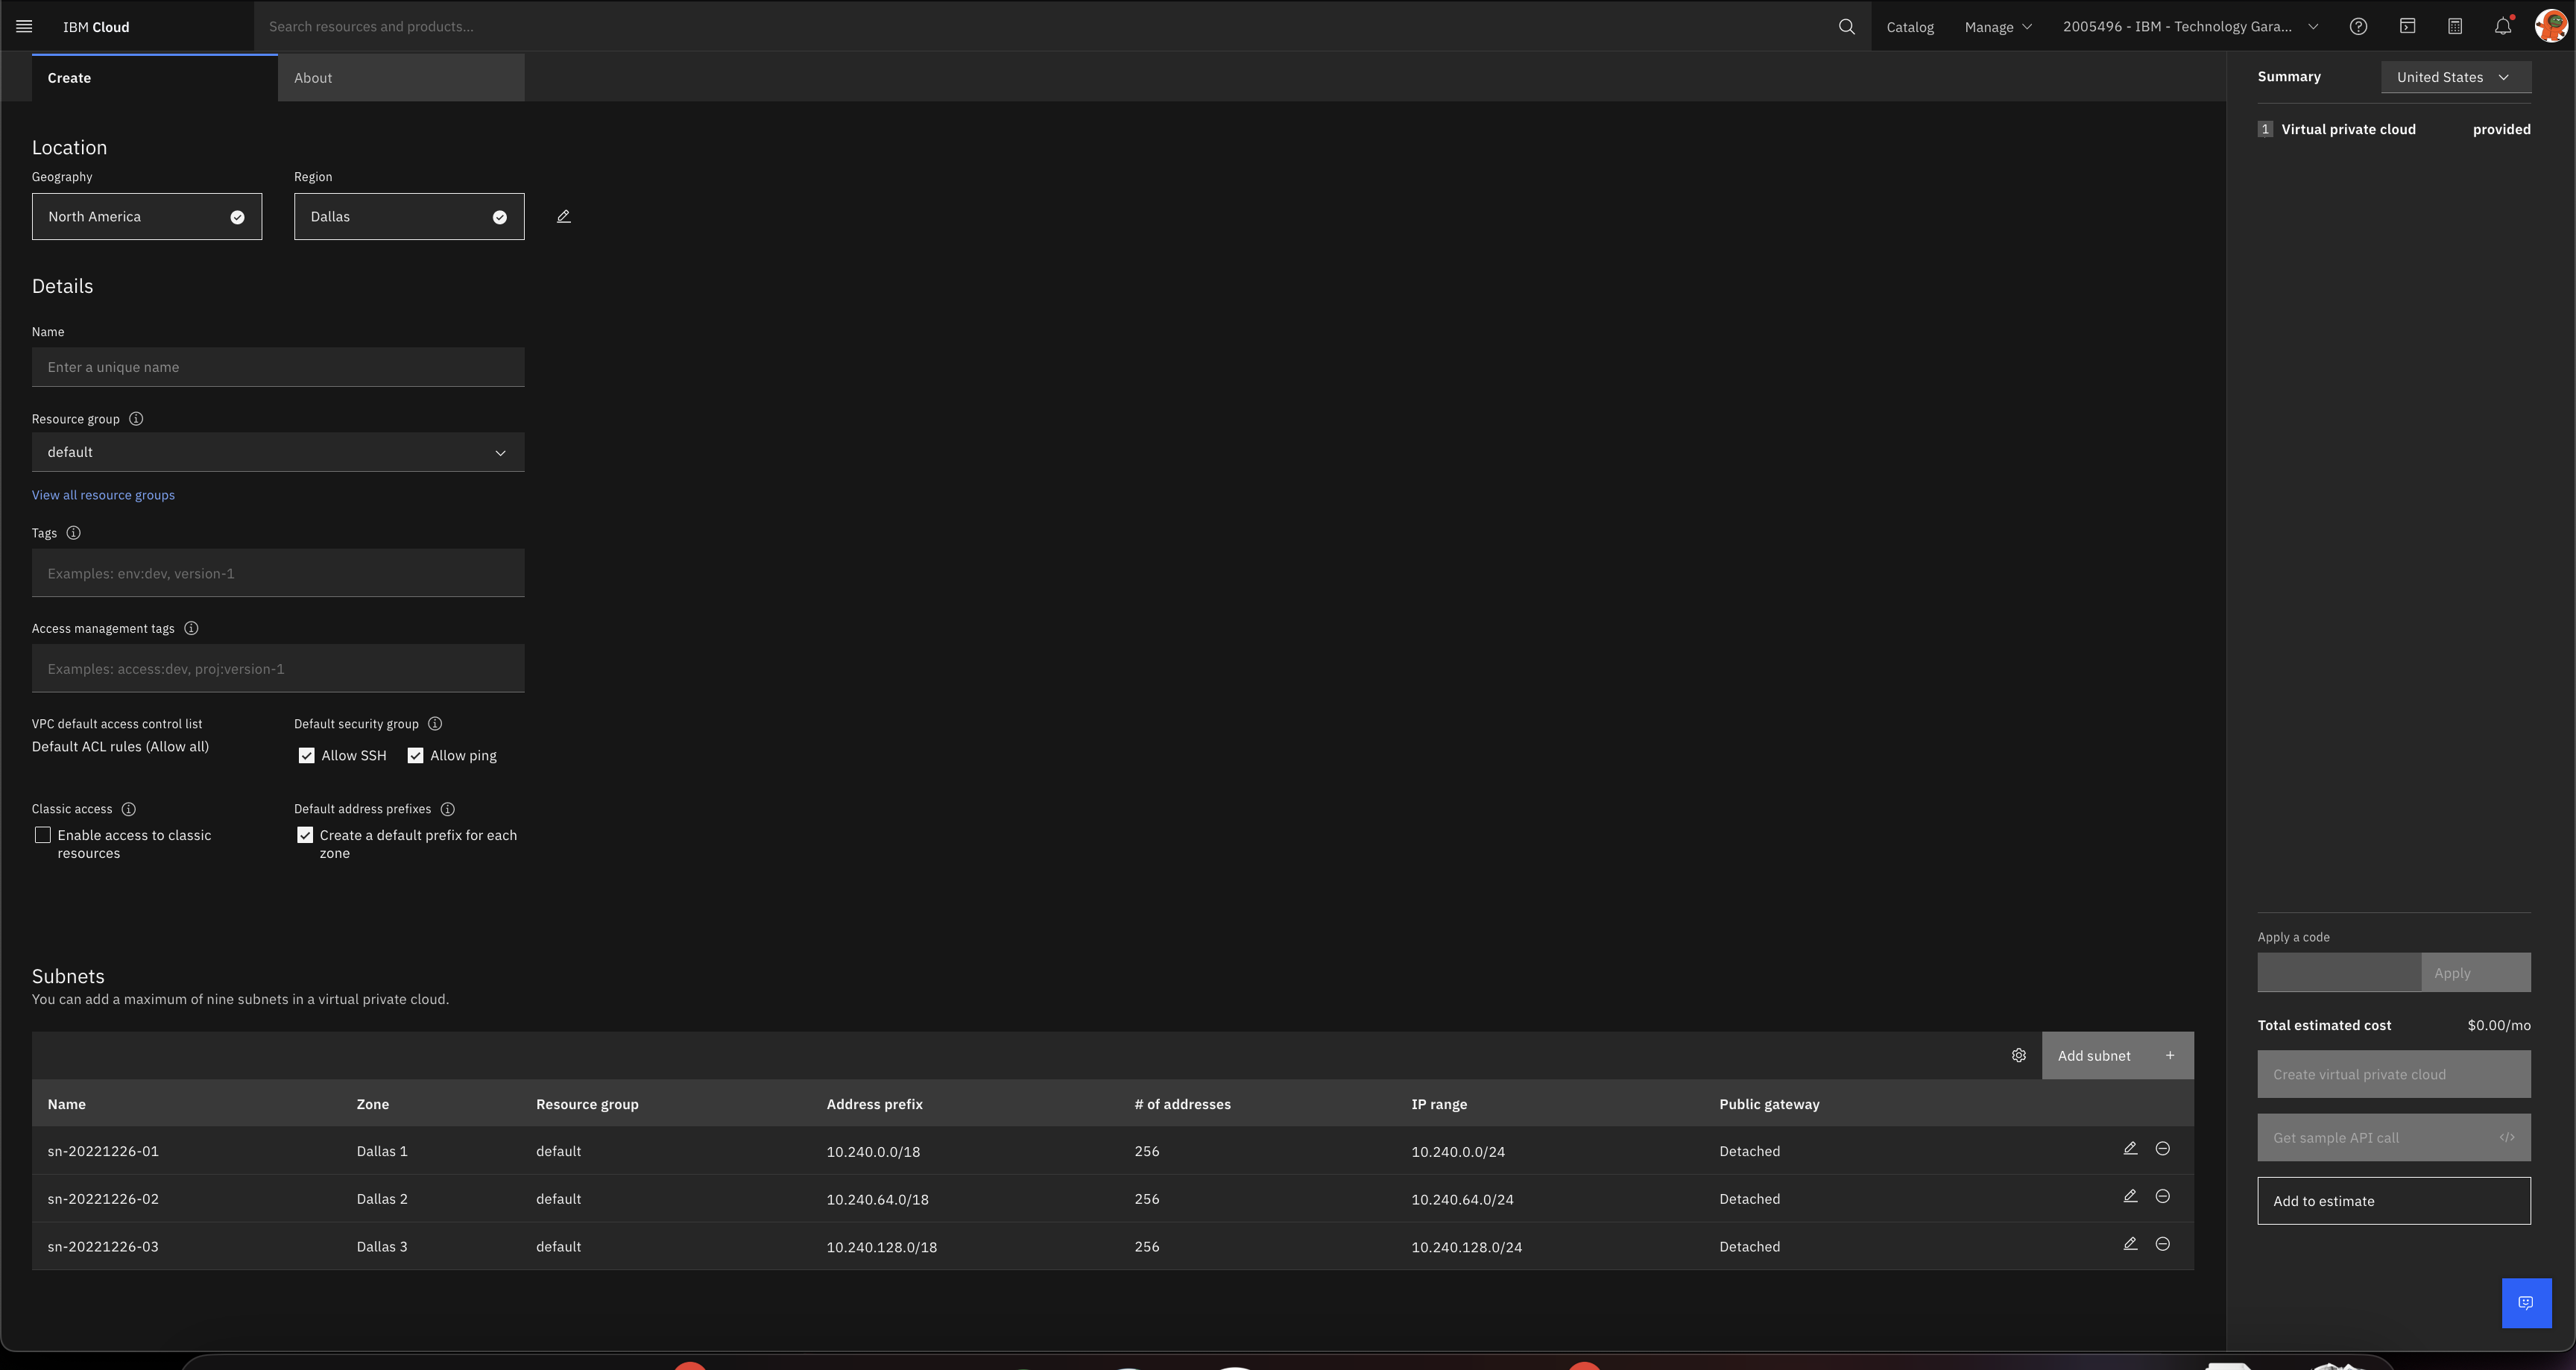 IBM Cloud
Search resources and products...
Catalog
Manage
2005496 - IBM - Technology Gara...
Create
About
Location
Geography
Region
North America
Dallas
Details
Name
Enter a unique name
Resource group
default
View all resource groups
Tags
Examples: env:dev, version-1
Access management tags
Examples: access:dev, proj:version-1
VPC default access control list
Default ACL rules (Allow all)
Default security group
Allow SSH
Allow ping
Classic access
Enable access to classic
resources
Default address prefixes
Create a default prefix for each
zone
Subnets
You can add a maximum of nine subnets in a virtual private cloud.
Add subnet +
Name Zone Resource group Address prefix # of addresses IP range Public gateway
sn-20221226-01 Dallas 1 default 10.240.0.0/18 256 10.240.0.0/24 Detached
sn-20221226-02 Dallas 2 default 10.240.64.0/18 256 10.240.64.0/24 Detached
sn-20221226-03 Dallas 3 default 10.240.128.0/18 256 10.240.128.0/24 Detached
Summary
United States
1 Virtual private cloud provided
Apply a code
Apply
Total estimated cost $0.00/mo
Create virtual private cloud
Get sample API call </>
Add to estimate